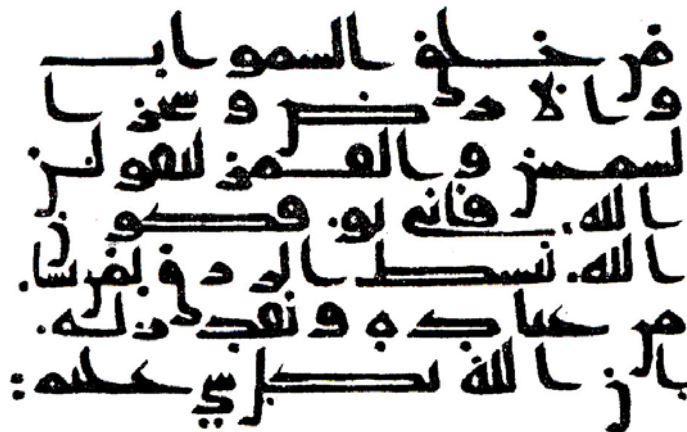 من خلق السموات
والارض وسخر ا
لشمس والقمر ليقولن
الله فانى يوفكون
الله يبسط الرزق لمن يشا
من عباده ويقدر له
ان الله بكل شي عليم: